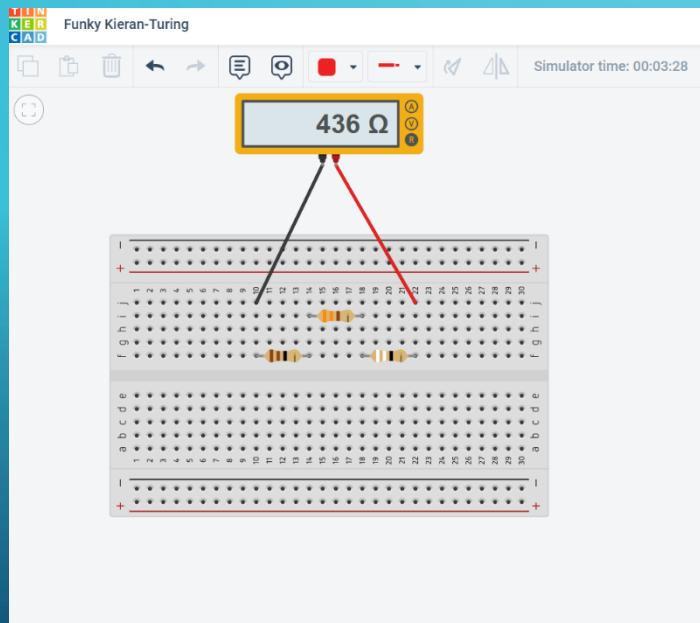 TIN
KER
CAD
Funky Kieran-Turing
Simulator time: 00:03:28
436 Ω
A
V
R
− −
+ +
1 2 3 4 5 6 7 8 9 10 11 12 13 14 15 16 17 18 19 20 21 22 23 24 25 26 27 28 29 30
j j
i i
h h
g g
f f
e e
d d
c c
b b
a a
1 2 3 4 5 6 7 8 9 10 11 12 13 14 15 16 17 18 19 20 21 22 23 24 25 26 27 28 29 30
− −
+ +